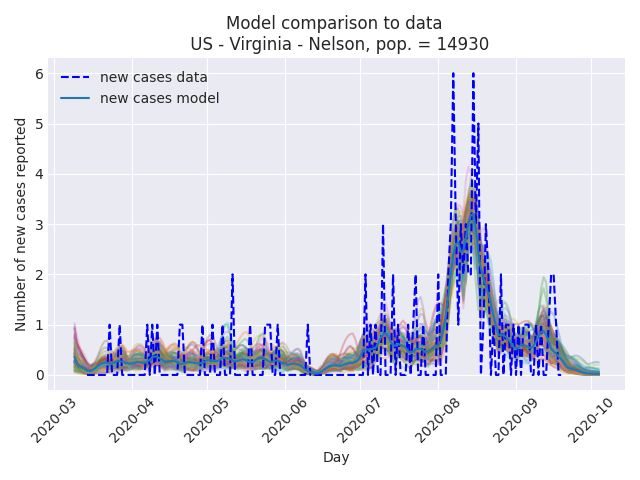 Model comparison to data
US - Virginia - Nelson, pop. = 14930
new cases data
new cases model
Number of new cases reported
6
5
4
3
2
1
0
2020-03
2020-04
2020-05
2020-06
2020-07
2020-08
2020-09
2020-10
Day